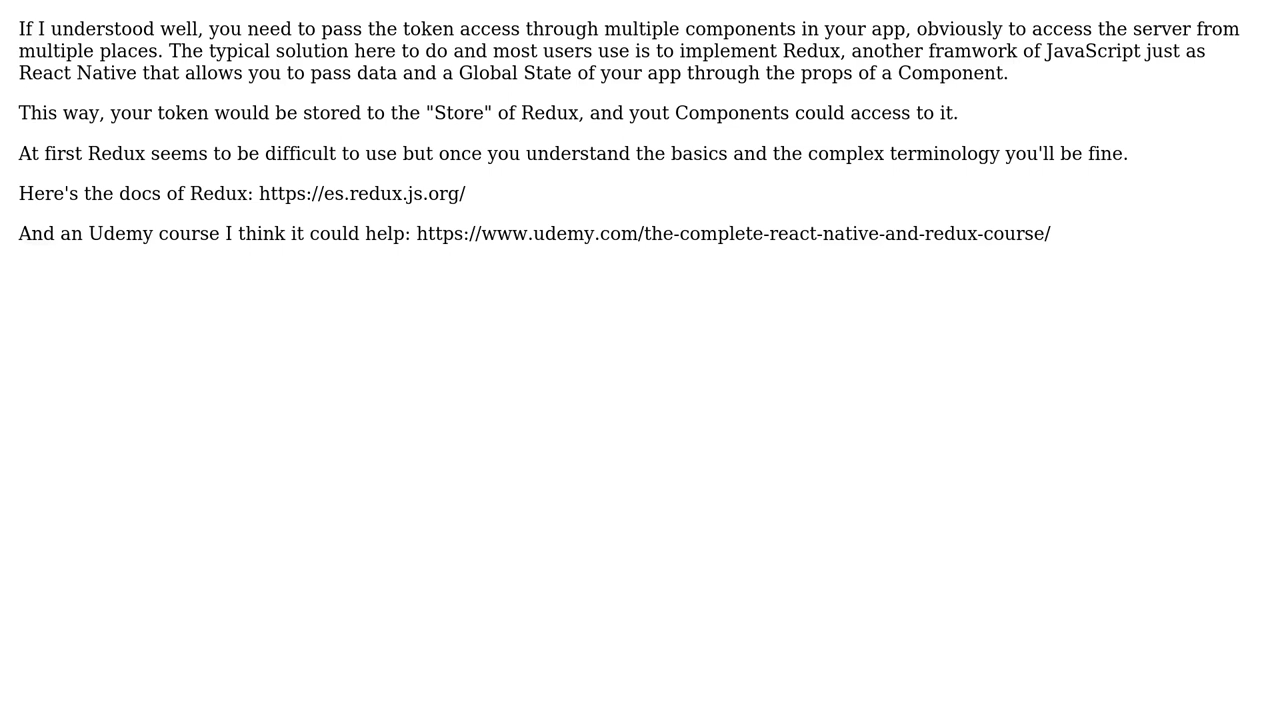 If I understood well, you need to pass the token access through multiple components in your app, obviously to access the server from
multiple places. The typical solution here to do and most users use is to implement Redux, another framwork of JavaScript just as
React Native that allows you to pass data and a Global State of your app through the props of a Component.
This way, your token would be stored to the "Store" of Redux, and yout Components could access to it.
At first Redux seems to be difficult to use but once you understand the basics and the complex terminology you'll be fine.
Here's the docs of Redux: https://es.redux.js.org/
And an Udemy course I think it could help: https://www.udemy.com/the-complete-react-native-and-redux-course/